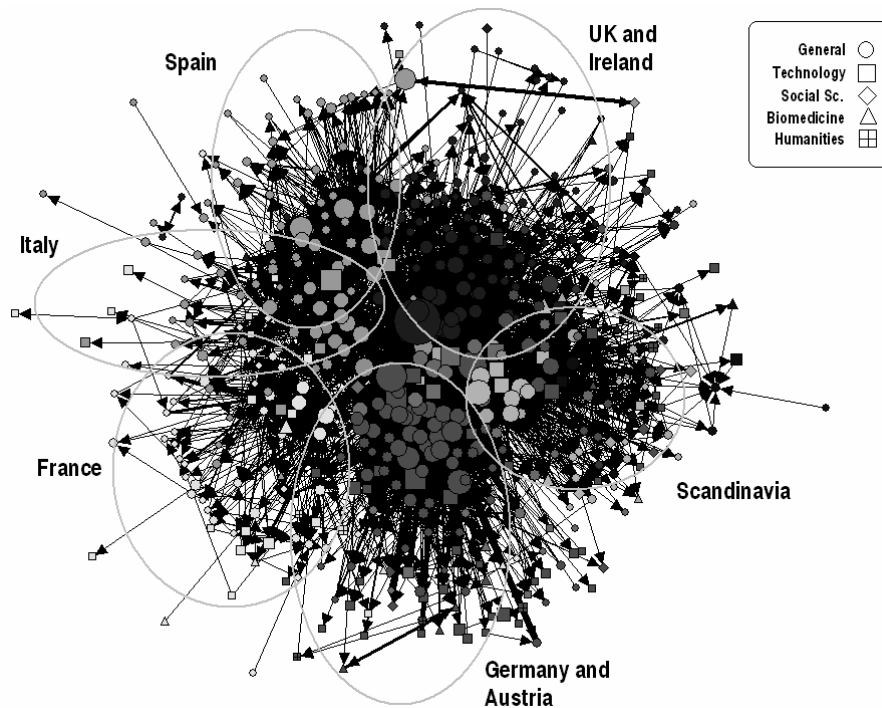 UK and
Ireland
Spain
General
Technology
Social Sc.
Biomedicine
Humanities
Italy
France
Scandinavia
Germany and
Austria